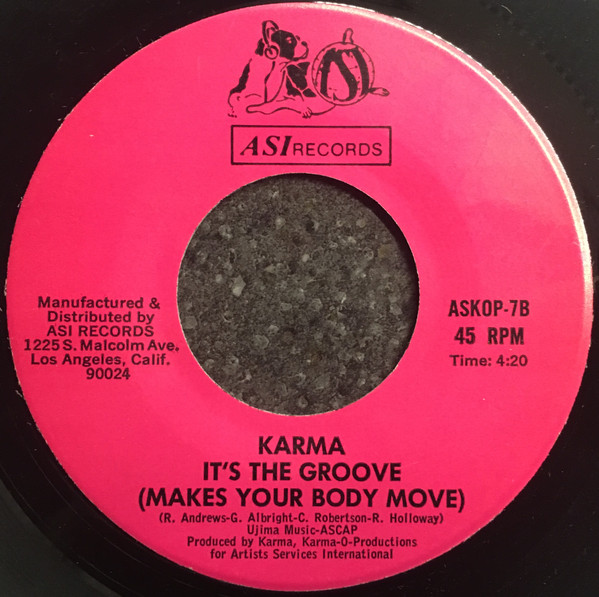 ASI
ASI RECORDS
Manufactured &
Distributed by
ASI RECORDS
1225 S. Malcolm Ave.
Los Angeles, Calif.
90024
ASKOP-7B
45 RPM
Time: 4:20
KARMA
IT'S THE GROOVE
(MAKES YOUR BODY MOVE)
(R. Andrews-G. Albright-C. Robertson-R. Holloway)
Ujima Music-ASCAP
Produced by Karma, Karma-O-Productions
for Artists Services International